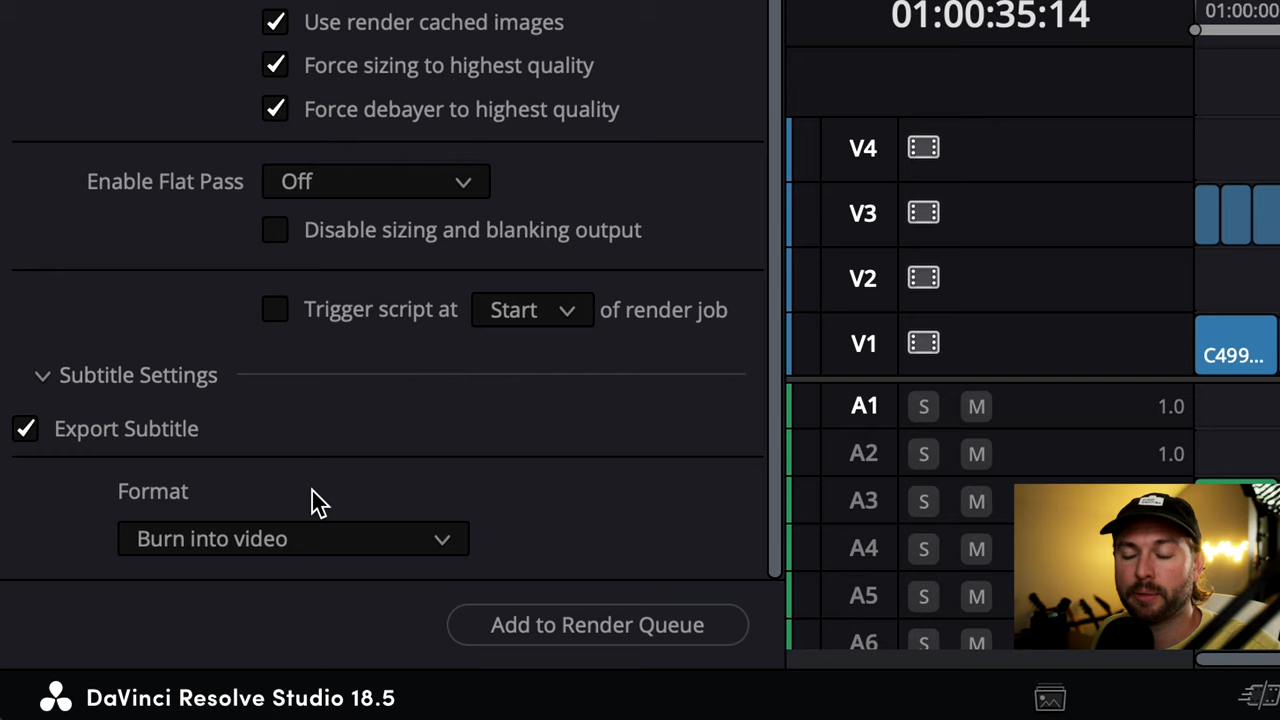 Use render cached images
Force sizing to highest quality
Force debayer to highest quality
Enable Flat Pass Off
Disable sizing and blanking output
Trigger script at Start of render job
Subtitle Settings
Export Subtitle
Format
Burn into video
Add to Render Queue
DaVinci Resolve Studio 18.5
01:00:35:14
01:00:00
V4
V3
V2
V1
C499...
A1 S M 1.0
A2 S M 1.0
A3 S M
A4 S M
A5 S M
A6 S M